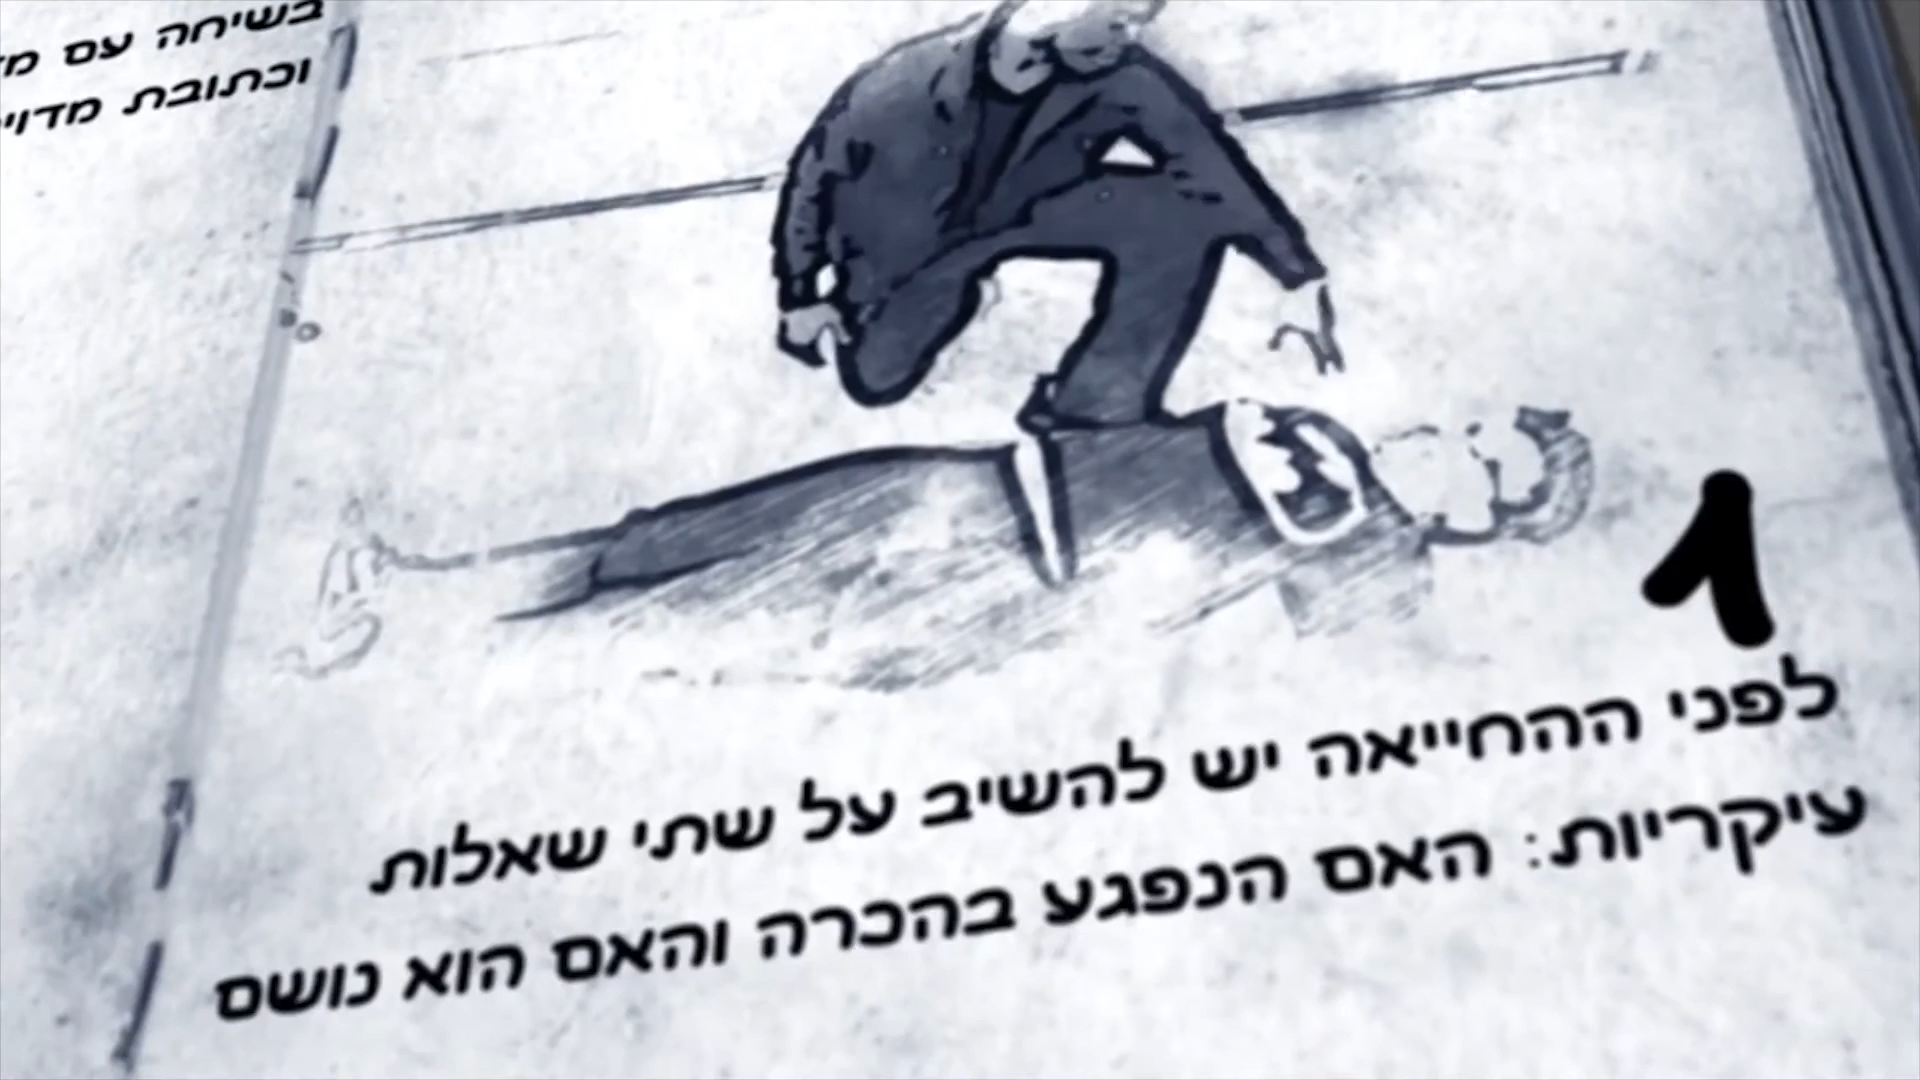 בשיחה עם
וכתובת
1
לפני ההחייאה יש להשיב על שתי שאלות
עיקריות: האם הנפגע בהכרה והאם הוא נושם